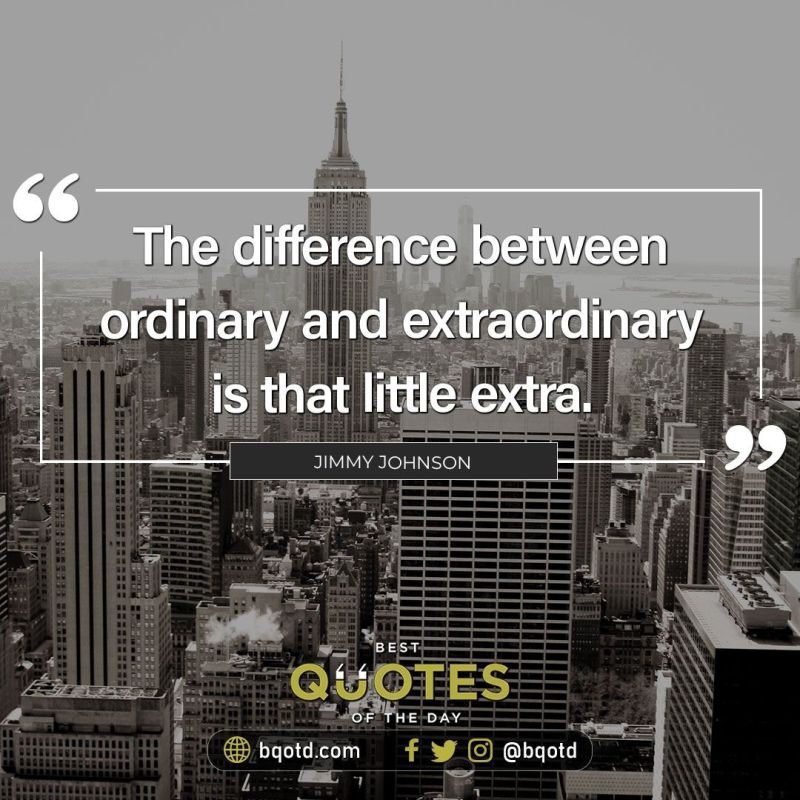 “
The difference between
ordinary and extraordinary
is that little extra.
”
JIMMY JOHNSON
BEST
QUOTES
OF THE DAY
bqotd.com @bqotd